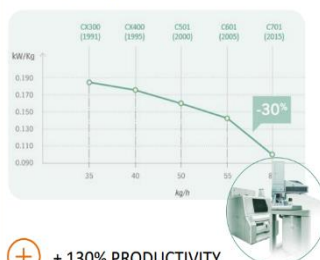 CX300 CX400 C501 C601 C701
(1991) (1995) (2000) (2005) (2015)
kW/Kg
0.190
0.170
0.150
0.130
0.110
0.090
-30%
35 40 50 55
kg/h
+ 130% PRODUCTIVITY